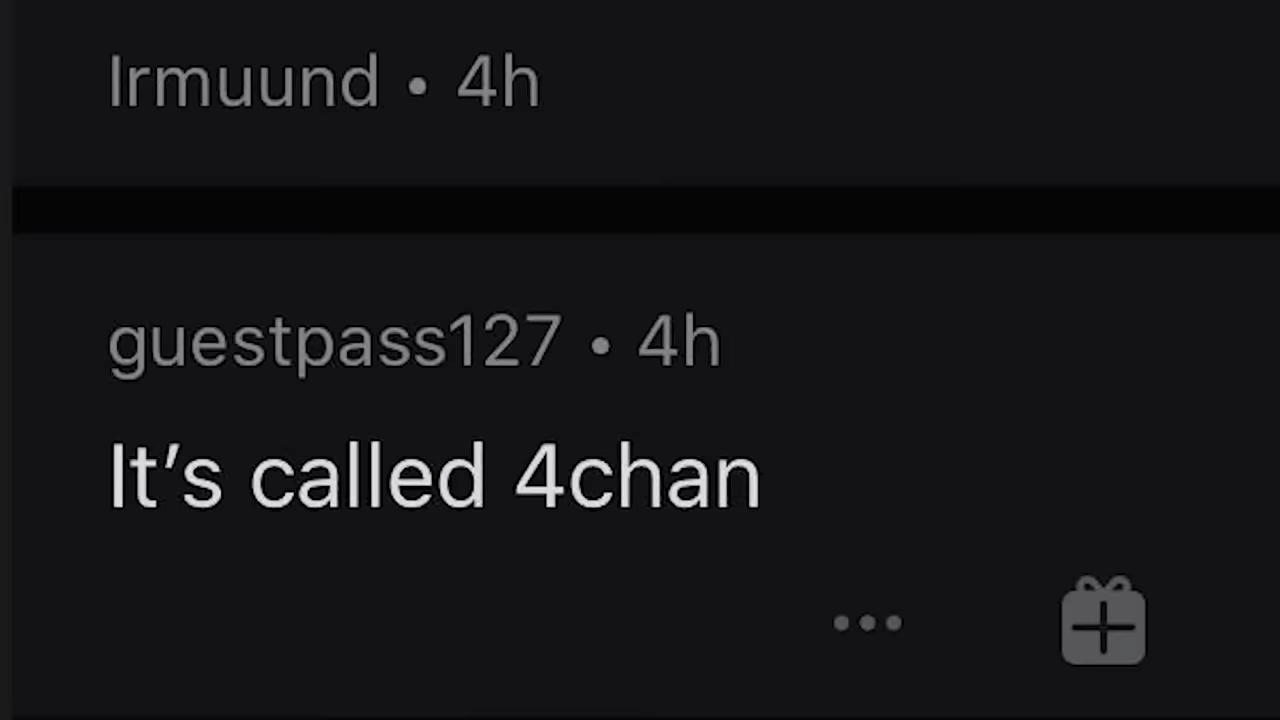 Irmuund • 4h
guestpass127 • 4h
It’s called 4chan